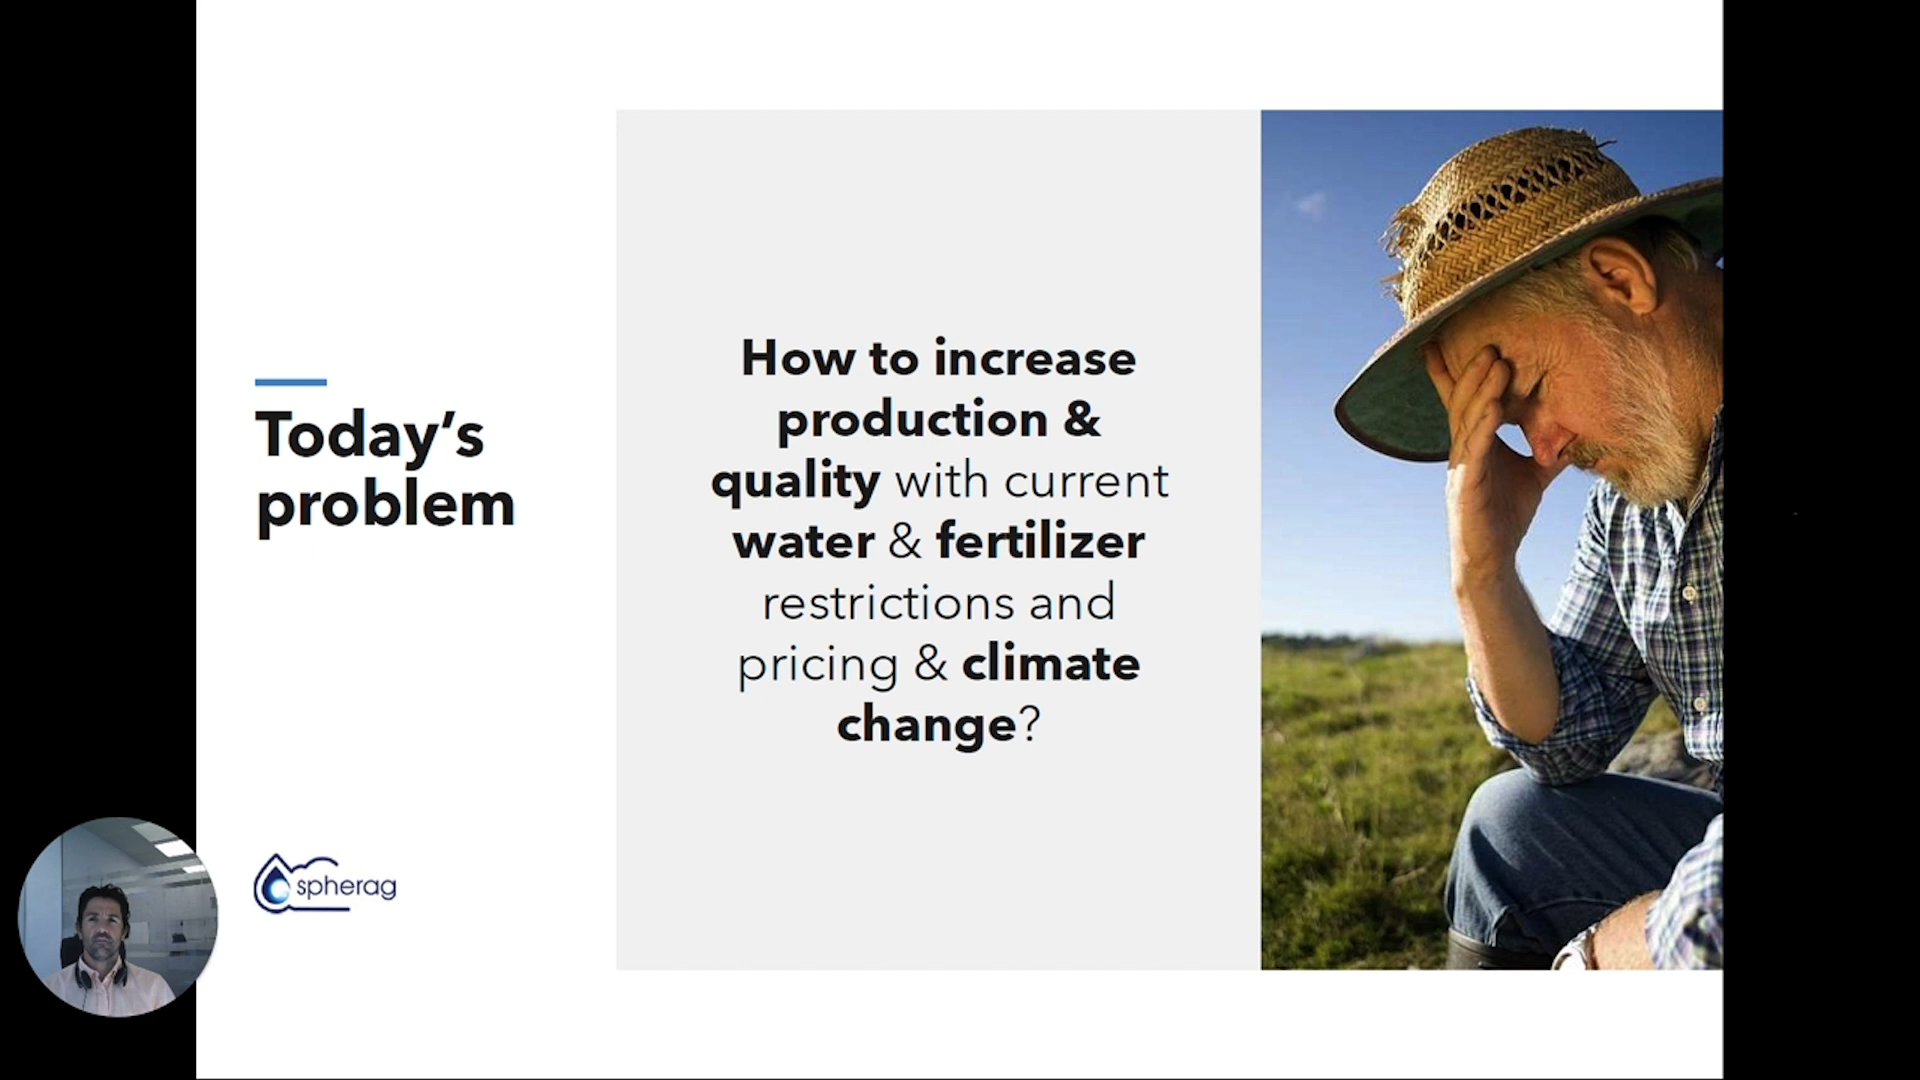 Today’s
problem
How to increase
production &
quality with current
water & fertilizer
restrictions and
pricing & climate
change?
spherag